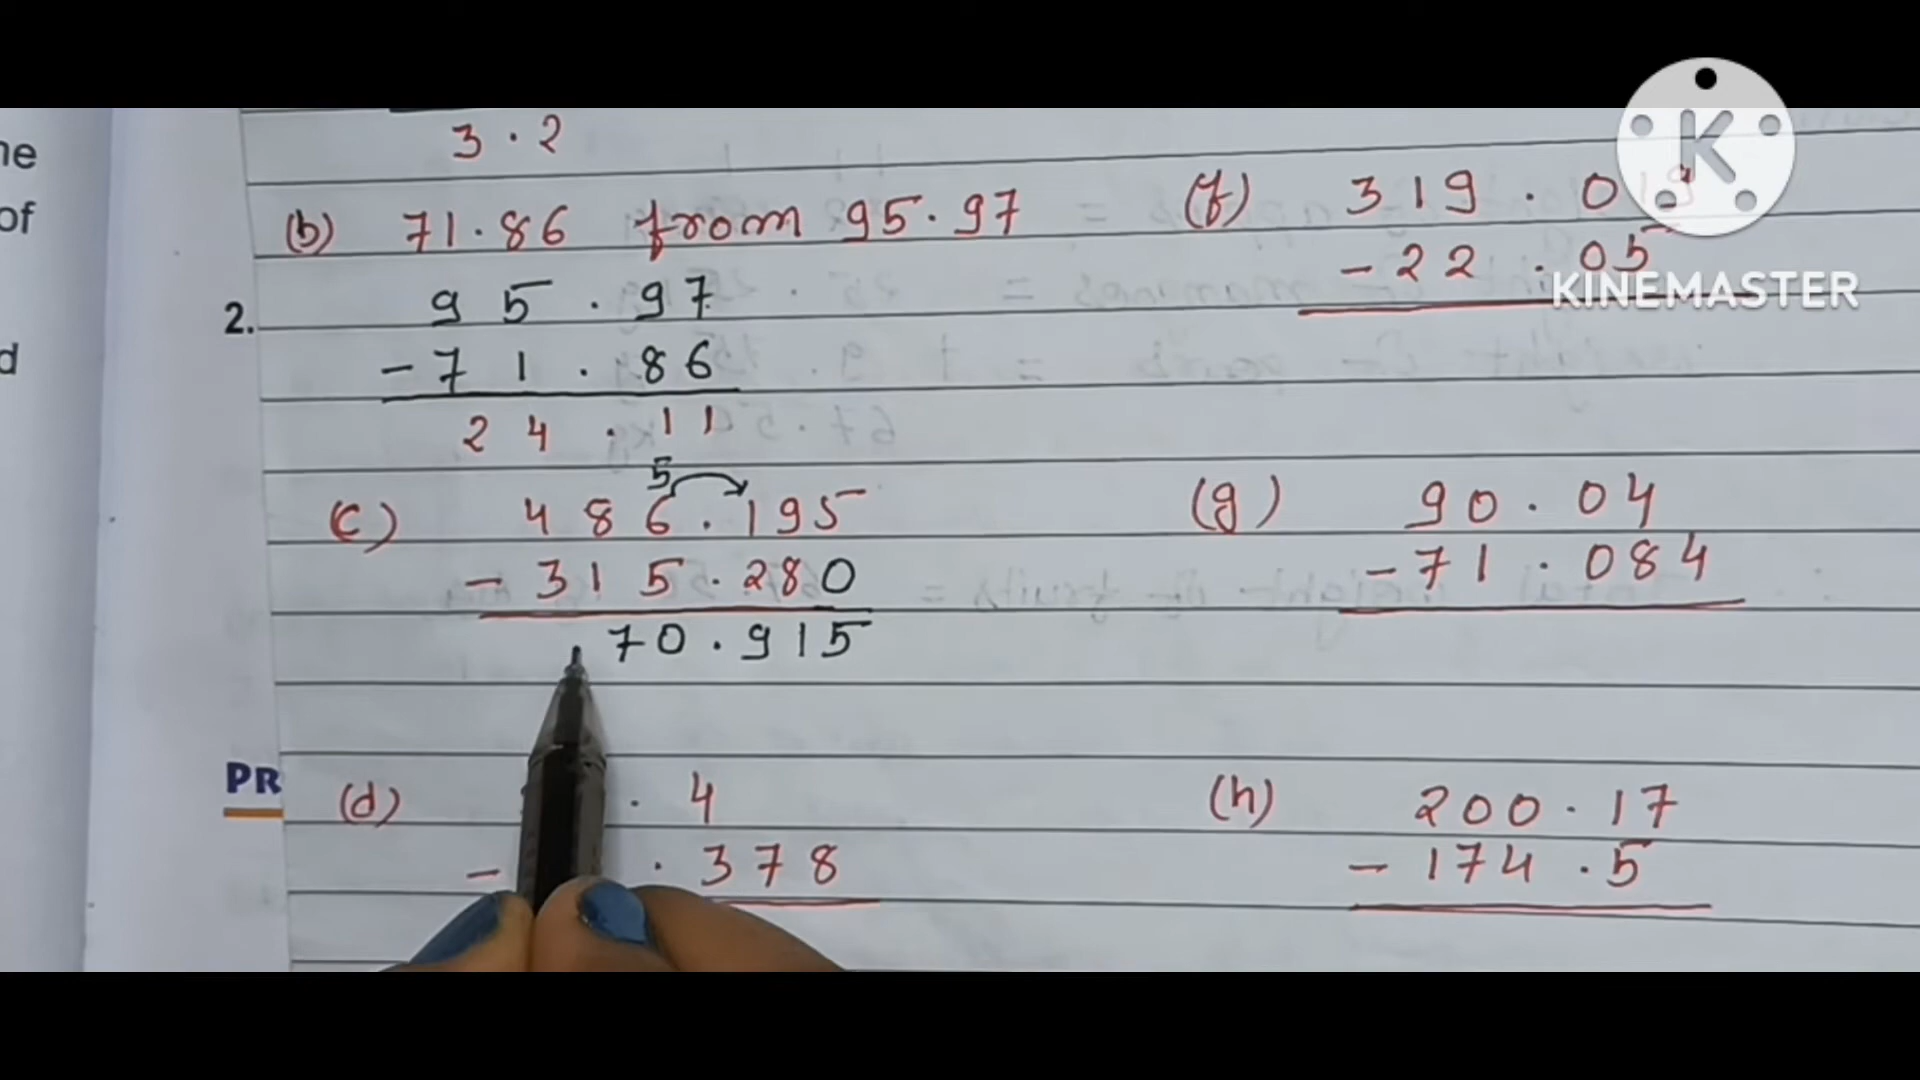 ne
of
d
3.2
(b) 71.86 from 95.97
2.
95.97
-71.86
24.11
5
(c) 486.195
-315.280
70.915
PR
(d) .4
- .378
(f) 319.0
-22.05
(g) 90.04
-71.084
(h) 200.17
-174.5
K
KINEMASTER